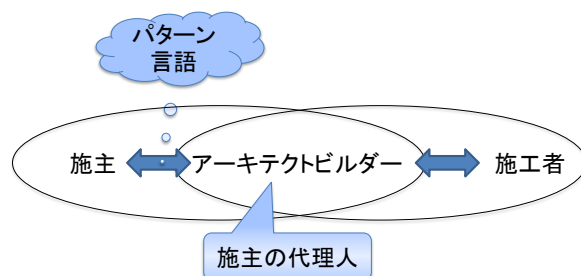 パターン
言語
施主 アーキテクトビルダー 施工者
施主の代理人